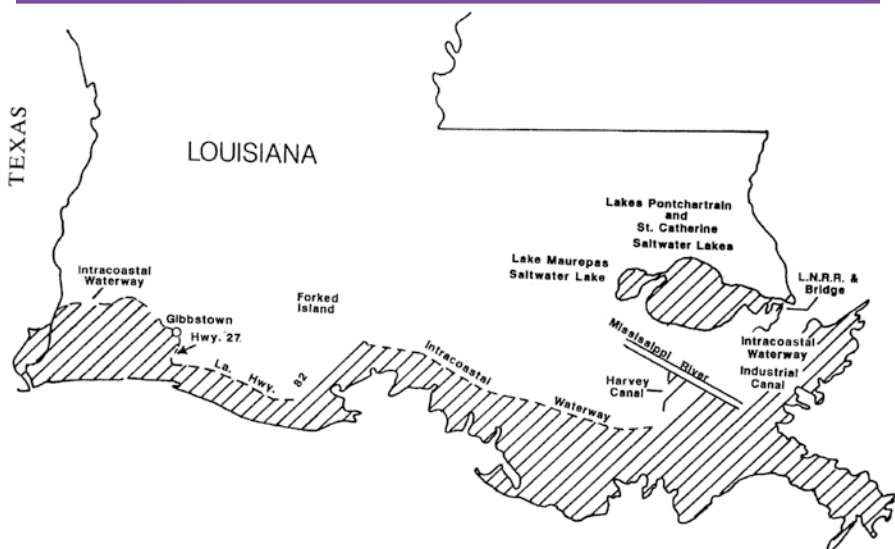 TEXAS
LOUISIANA
Lakes Pontchartrain
and
St. Catherine
Saltwater Lakes
Lake Maurepas
Saltwater Lake
L.N.R.R. &
Bridge
Intracoastal
Waterway
Gibbstown
Hwy. 27
Forked
Island
La. Hwy. 82
Intracoastal Waterway
Mississippi River
Harvey
Canal
Intracoastal
Waterway
Industrial
Canal